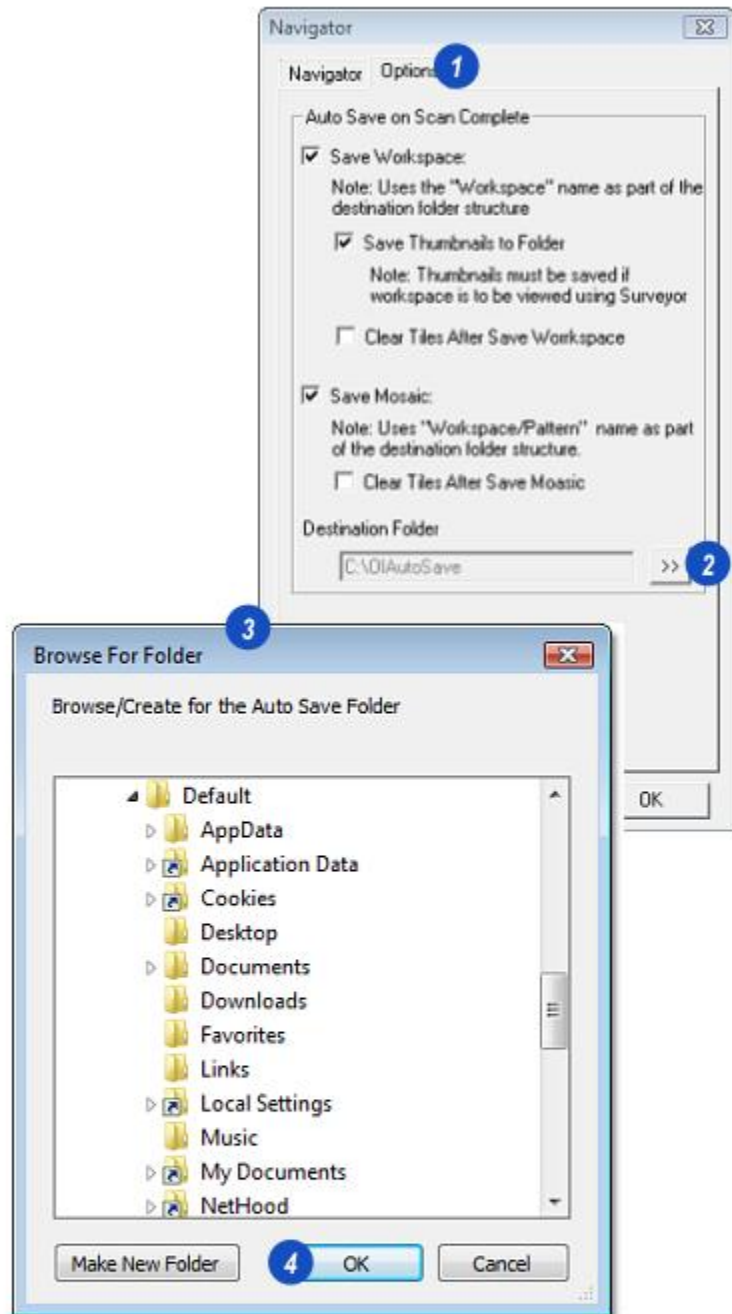 Navigator
Navigator Options 1
Auto Save on Scan Complete
Save Workspace:
Note: Uses the "Workspace" name as part of the
destination folder structure
Save Thumbnails to Folder
Note: Thumbnails must be saved if
workspace is to be viewed using Surveyor
Clear Tiles After Save Workspace
Save Mosaic:
Note: Uses "Workspace/Pattern" name as part
of the destination folder structure.
Clear Tiles After Save Moasic
Destination Folder
C:\OIAutoSave >> 2
OK
3
Browse For Folder
Browse/Create for the Auto Save Folder
Default
AppData
Application Data
Cookies
Desktop
Documents
Downloads
Favorites
Links
Local Settings
Music
My Documents
NetHood
Make New Folder 4 OK Cancel